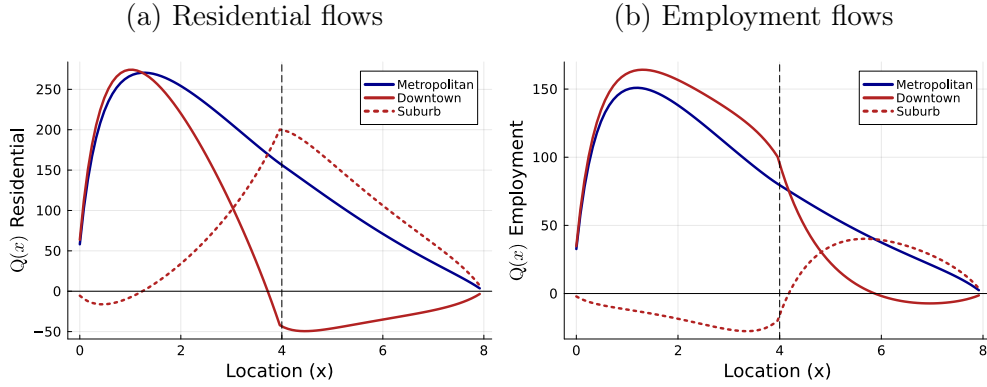 (a) Residential flows
Q(x) Residential
250
200
150
100
50
0
−50
Metropolitan
Downtown
Suburb
0 2 4 6 8
Location (x)
(b) Employment flows
Q(x) Employment
150
100
50
0
Metropolitan
Downtown
Suburb
0 2 4 6 8
Location (x)